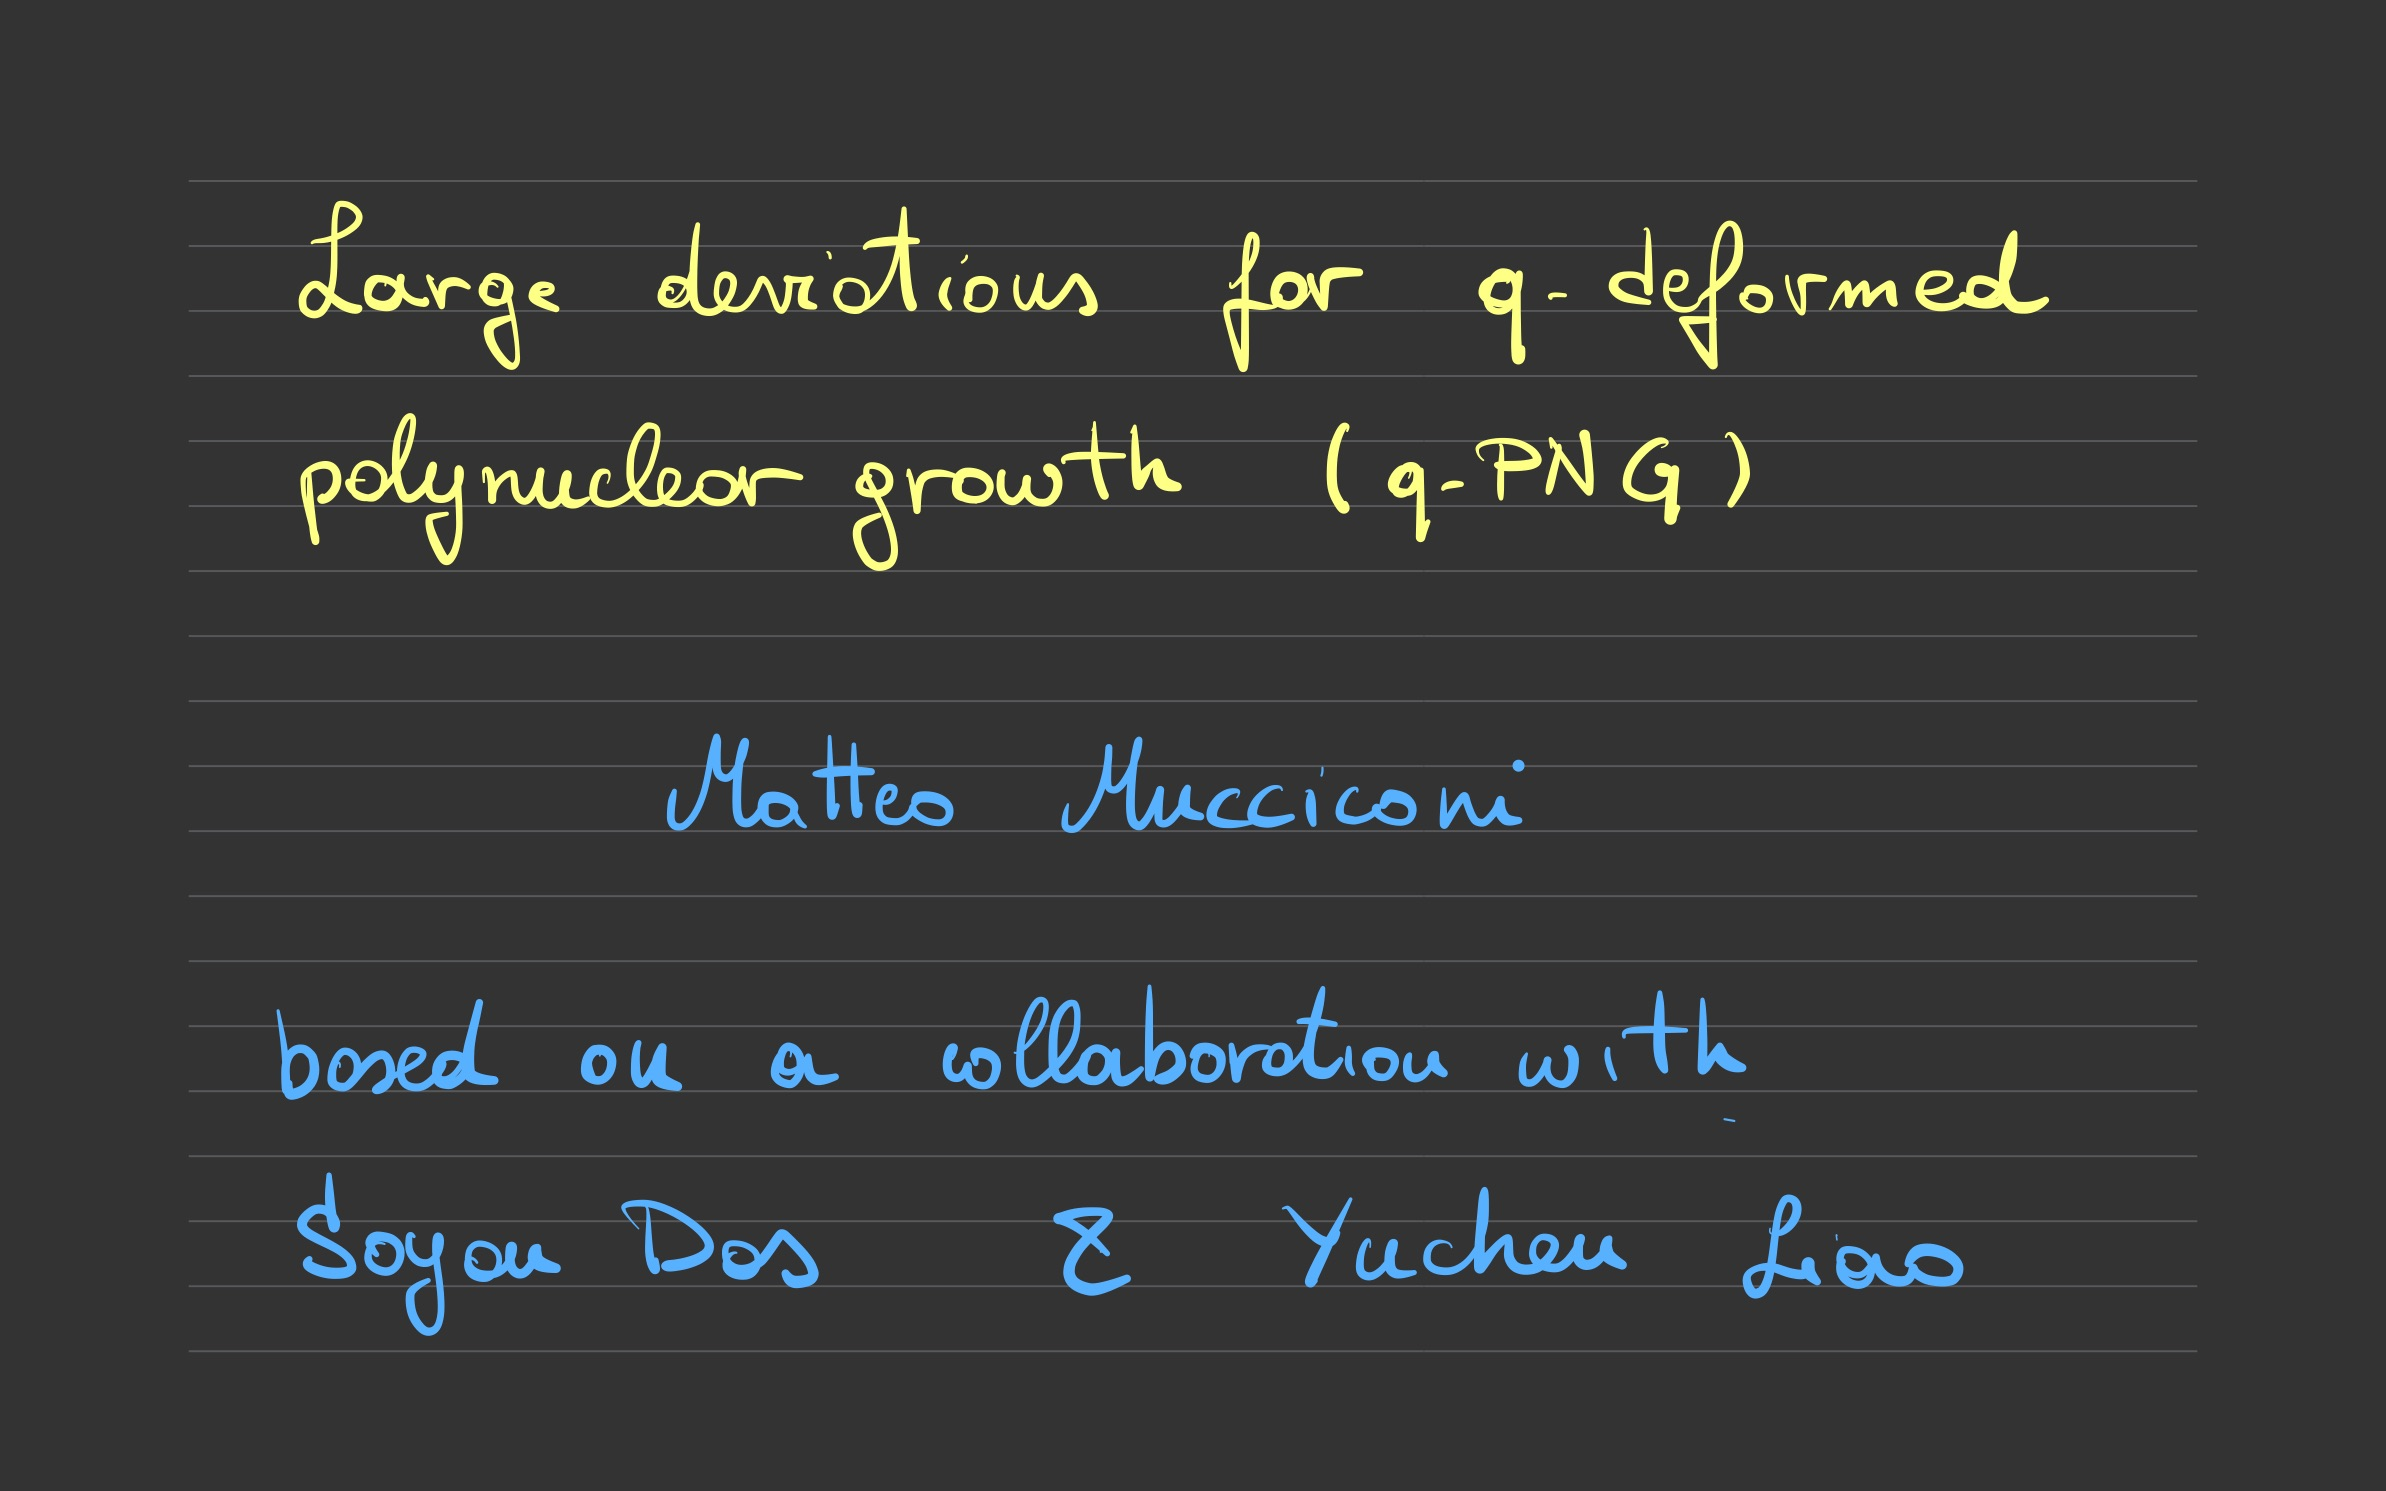 Large deviations for q-deformed
polynuclear growth (q-PNG)
Matteo Mucciconi
based on a collaboration with
Sayan Das & Yuchen Liao